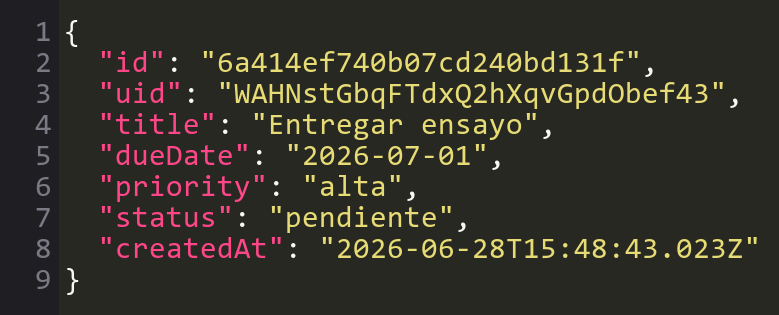 1 {
2   "id": "6a414ef740b07cd240bd131f",
3   "uid": "WAHNstGbqFTdxQ2hXqvGpdObef43",
4   "title": "Entregar ensayo",
5   "dueDate": "2026-07-01",
6   "priority": "alta",
7   "status": "pendiente",
8   "createdAt": "2026-06-28T15:48:43.023Z"
9 }